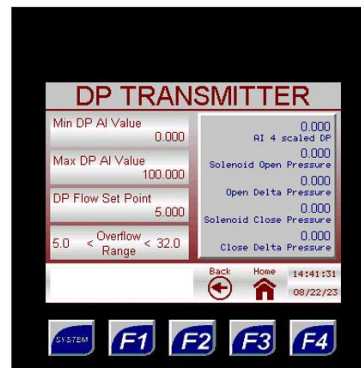 DP TRANSMITTER
Min DP AI Value
0.000
Max DP AI Value
100.000
DP Flow Set Point
5.000
5.0 < Overflow Range < 32.0
0.000
AI 4 scaled DP
0.000
Solenoid Open Pressure
0.000
Open Delta Pressure
0.000
Solenoid Close Pressure
0.000
Close Delta Pressure
Back
Home
14:41:31
08/22/23
SYSTEM
F1
F2
F3
F4